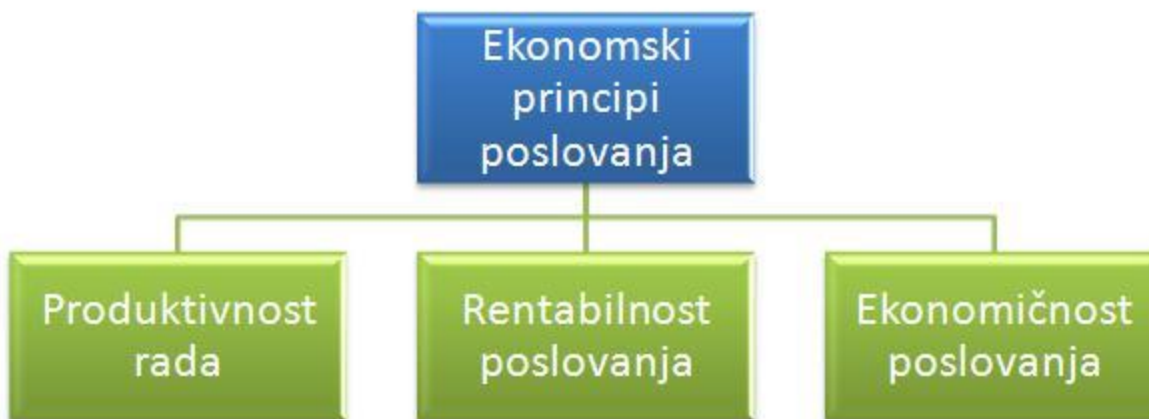 Ekonomski
principi
poslovanja
Produktivnost
rada
Rentabilnost
poslovanja
Ekonomičnost
poslovanja